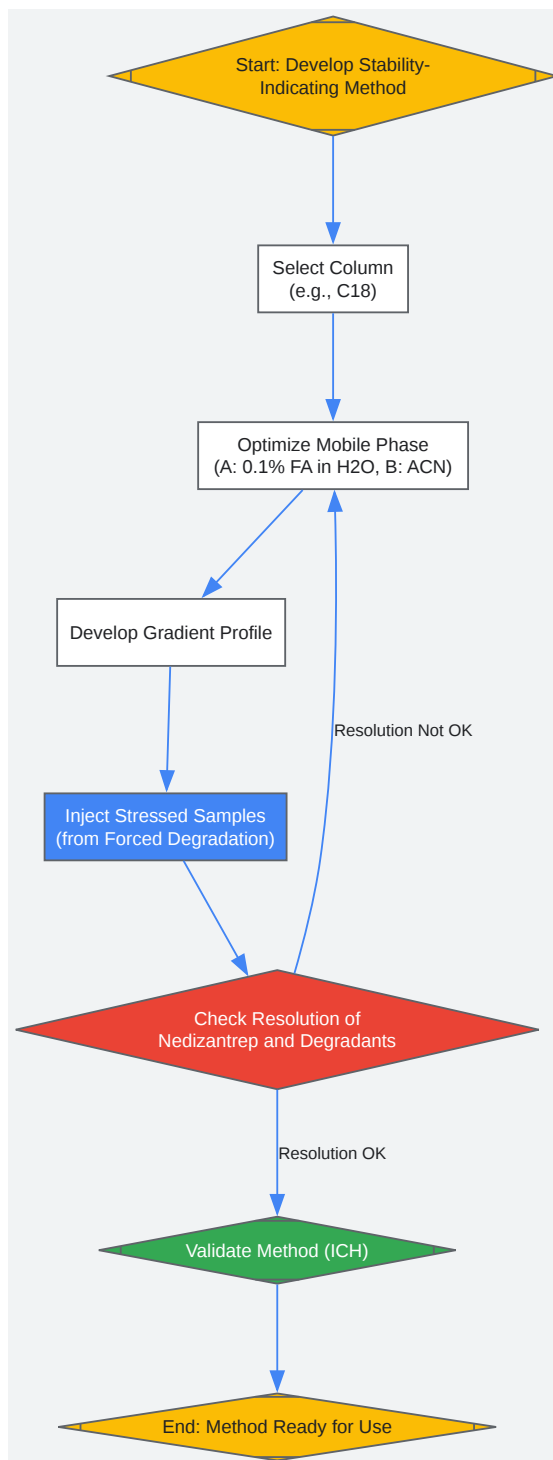 Start: Develop Stability-
Indicating Method
Select Column
(e.g., C18)
Optimize Mobile Phase
(A: 0.1% FA in H2O, B: ACN)
Develop Gradient Profile
Resolution Not OK
Inject Stressed Samples
(from Forced Degradation)
Check Resolution of
Nedizantrep and Degradants
Resolution OK
Validate Method (ICH)
End: Method Ready for Use